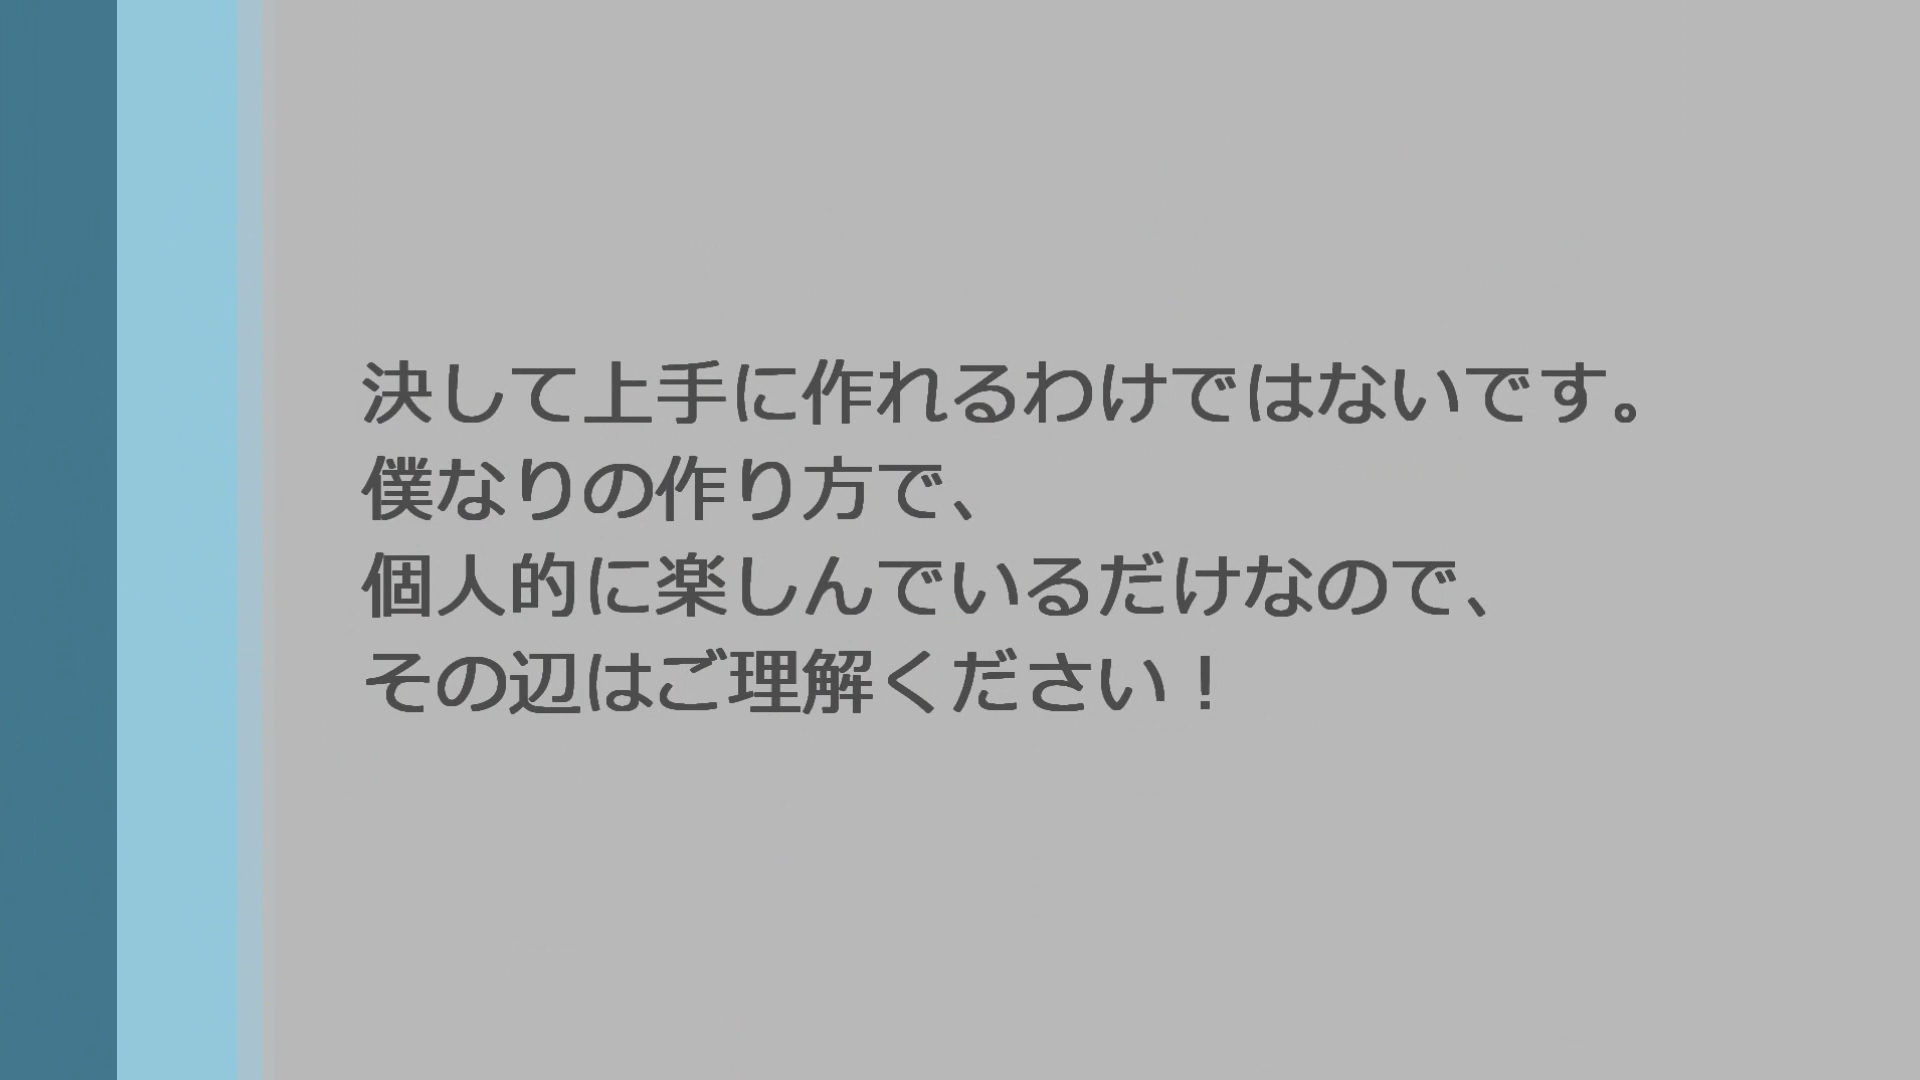 決して上手に作れるわけではないです。
僕なりの作り方で、
個人的に楽しんでいるだけなので、
その辺はご理解ください！